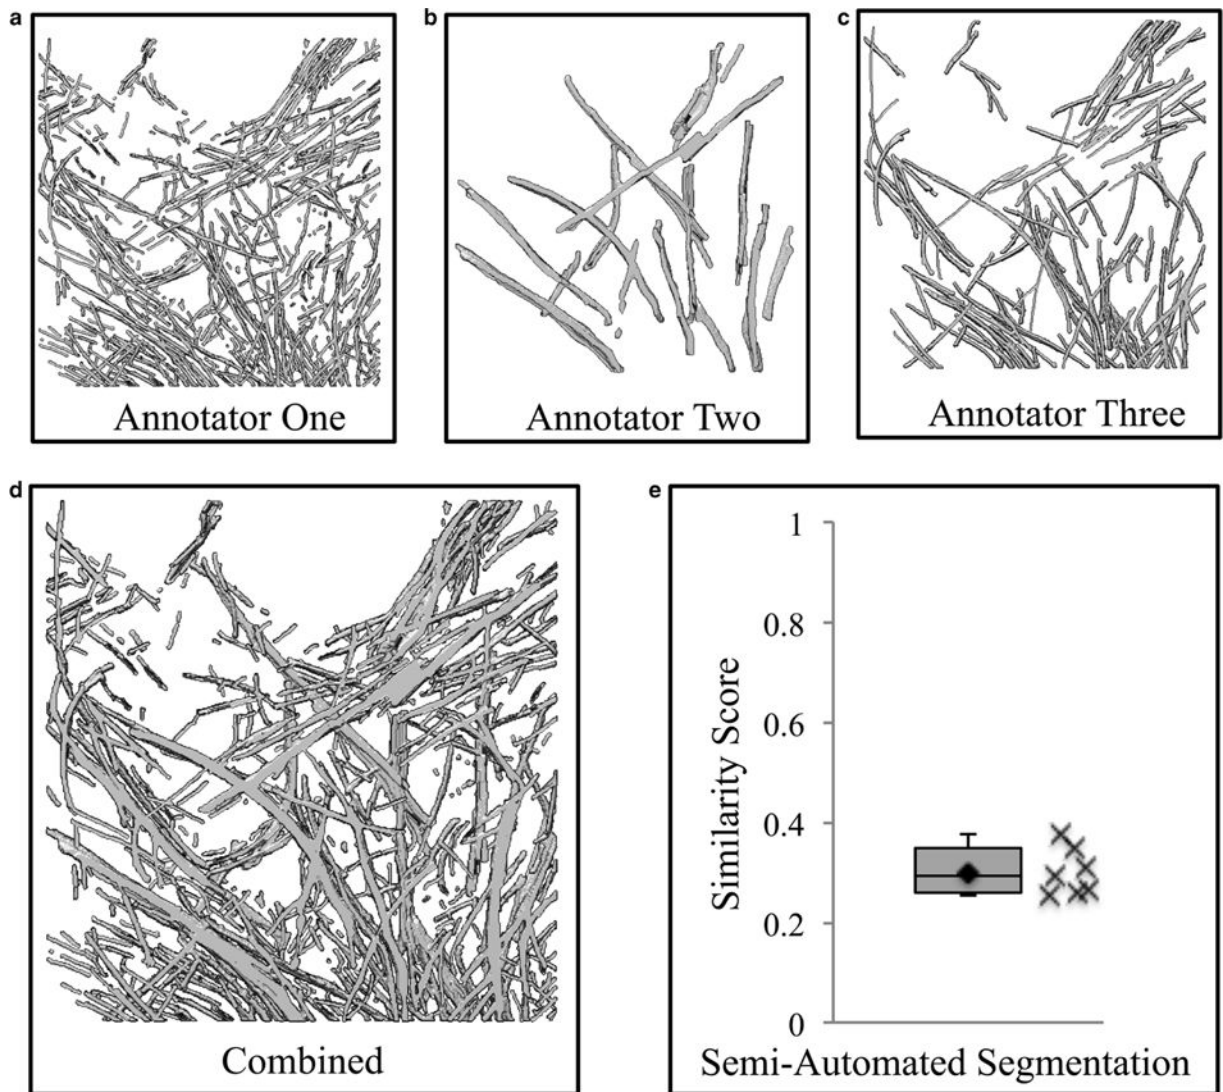 a
Annotator One
b
Annotator Two
c
Annotator Three
d
Combined
e
Similarity Score
1
0.8
0.6
0.4
0.2
0
Semi-Automated Segmentation